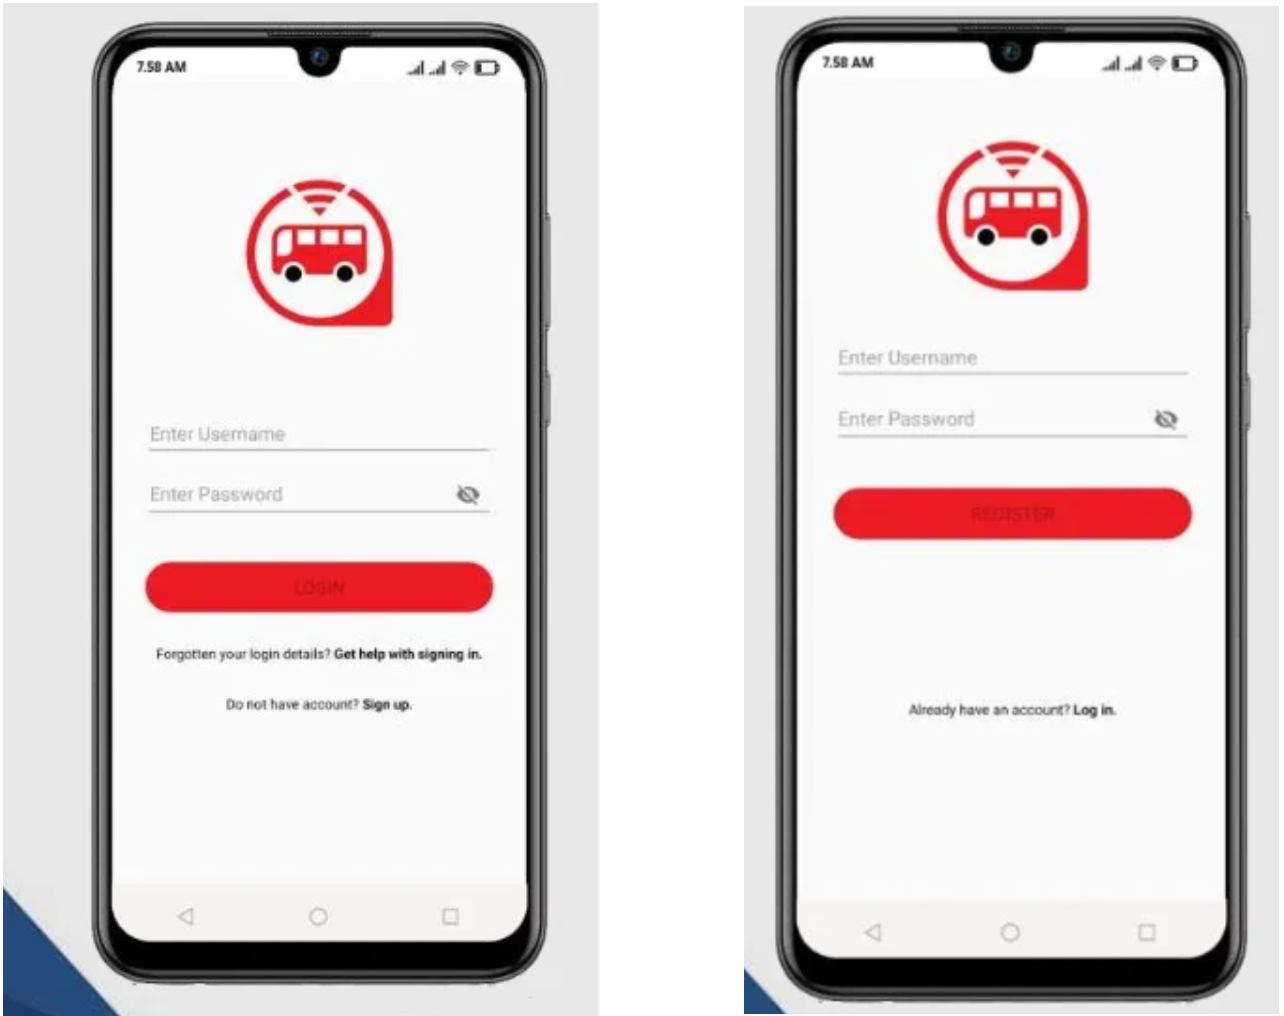 7.58 AM
Enter Username
Enter Password
LOGIN
Forgotten your login details? Get help with signing in.
Do not have account? Sign up.
7.58 AM
Enter Username
Enter Password
REGISTER
Already have an account? Log in.